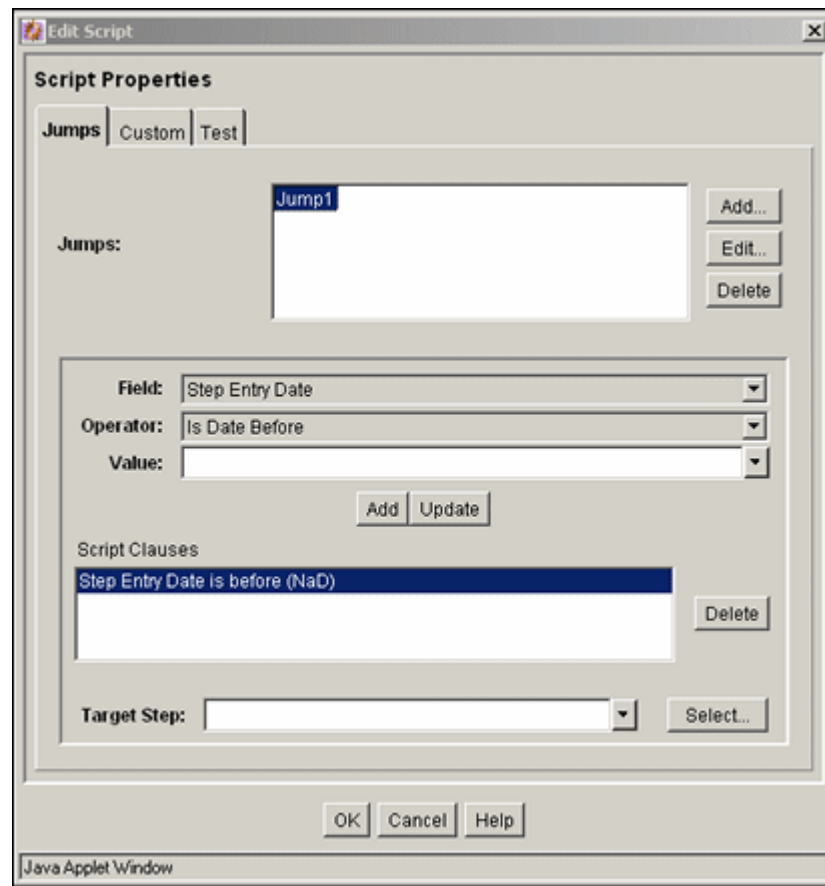 Edit Script
Script Properties
Jumps Custom Test
Jumps:
Jump1
Add...
Edit...
Delete
Field: Step Entry Date
Operator: Is Date Before
Value:
Add Update
Script Clauses
Step Entry Date is before (NaD)
Delete
Target Step:
Select...
OK Cancel Help
Java Applet Window